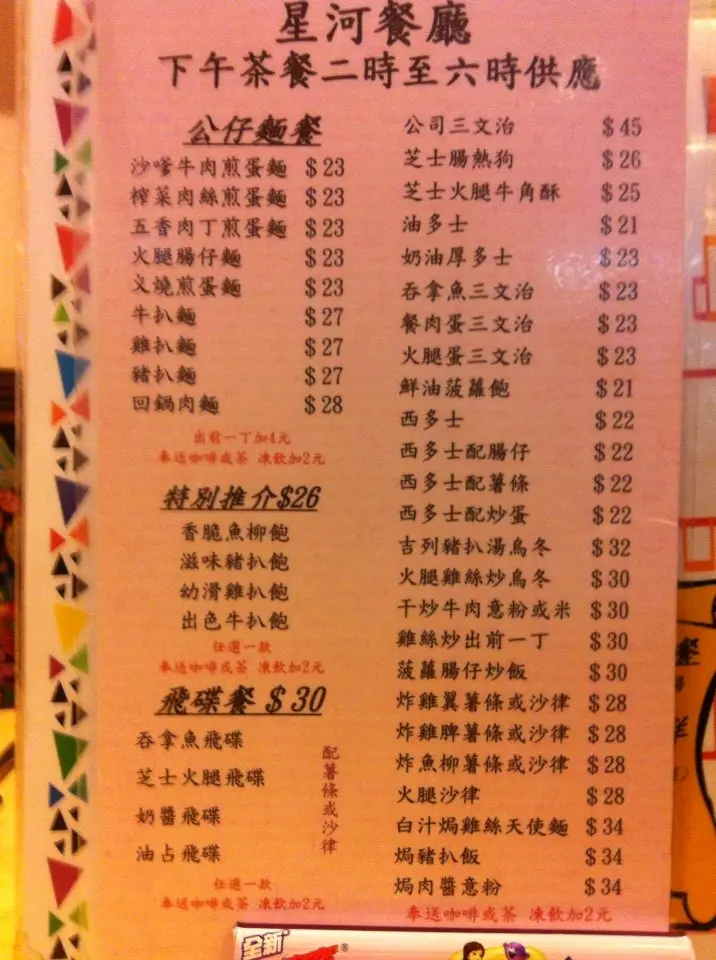 星河餐廳
下午茶餐二時至六時供應
公仔麵餐
沙嗲牛肉煎蛋麵 $23
榨菜肉絲煎蛋麵 $23
五香肉丁煎蛋麵 $23
火腿腸仔麵 $23
义燒煎蛋麵 $23
牛扒麵 $27
雞扒麵 $27
豬扒麵 $27
回鍋肉麵 $28
出前一丁加4元
奉送咖啡或茶 凍飲加2元
特別推介$26
香脆魚柳飽
滋味豬扒飽
幼滑雞扒飽
出色牛扒飽
任選一款
奉送咖啡或茶 凍飲加2元
飛碟餐 $30
吞拿魚飛碟
芝士火腿飛碟
奶醬飛碟
油占飛碟
配薯條或沙律
任選一款
奉送咖啡或茶 凍飲加2元
公司三文治 $45
芝士腸熱狗 $26
芝士火腿牛角酥 $25
油多士 $21
奶油厚多士 $23
吞拿魚三文治 $23
餐肉蛋三文治 $23
火腿蛋三文治 $23
鮮油菠蘿飽 $21
西多士 $22
西多士配腸仔 $22
西多士配薯條 $22
西多士配炒蛋 $22
吉列豬扒湯烏冬 $32
火腿雞絲炒烏冬 $30
干炒牛肉意粉或米 $30
雞絲炒出前一丁 $30
菠蘿腸仔炒飯 $30
炸雞翼薯條或沙律 $28
炸雞脾薯條或沙律 $28
炸魚柳薯條或沙律 $28
火腿沙律 $28
白汁焗雞絲天使麵 $34
焗豬扒飯 $34
焗肉醬意粉 $34
奉送咖啡或茶 凍飲加2元
全新